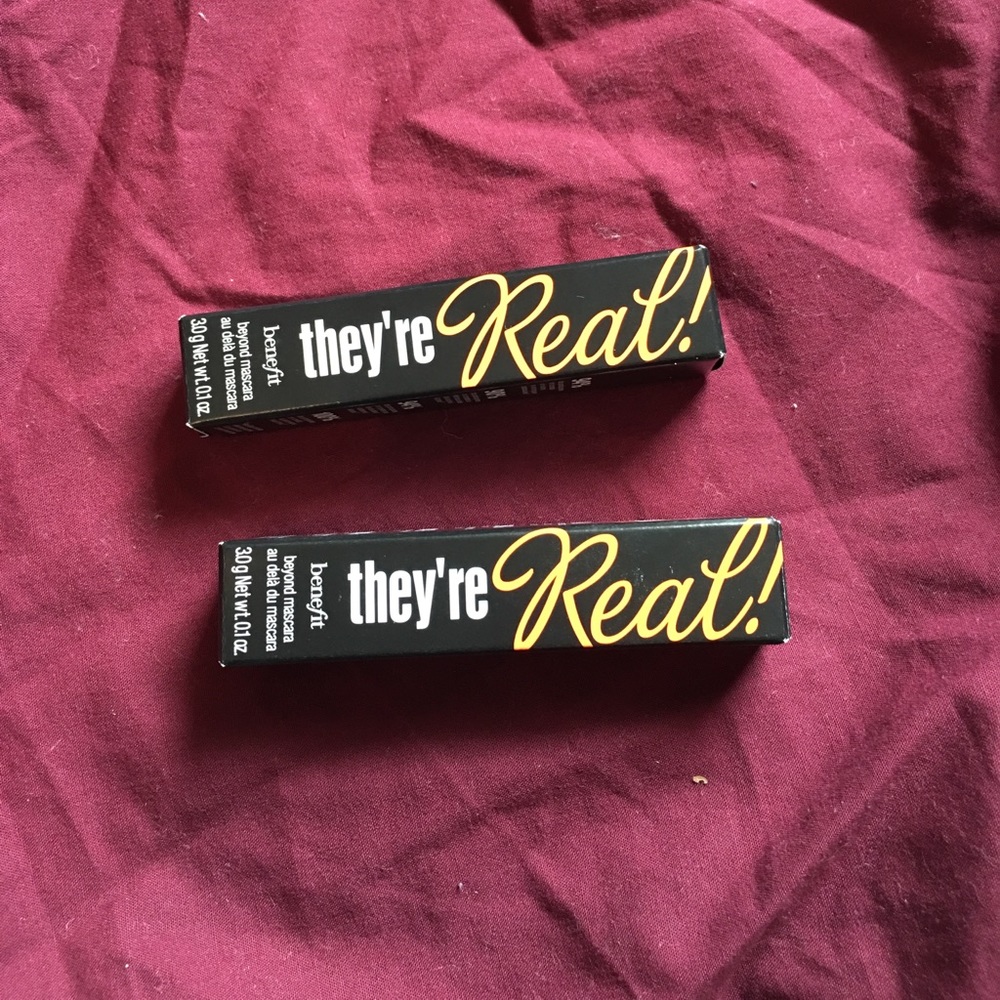 they're Real!
benefit
beyond mascara
au delà du mascara
3.0 g Net wt. 0.1 oz.
they're Real!
benefit
beyond mascara
au delà du mascara
3.0 g Net wt. 0.1 oz.